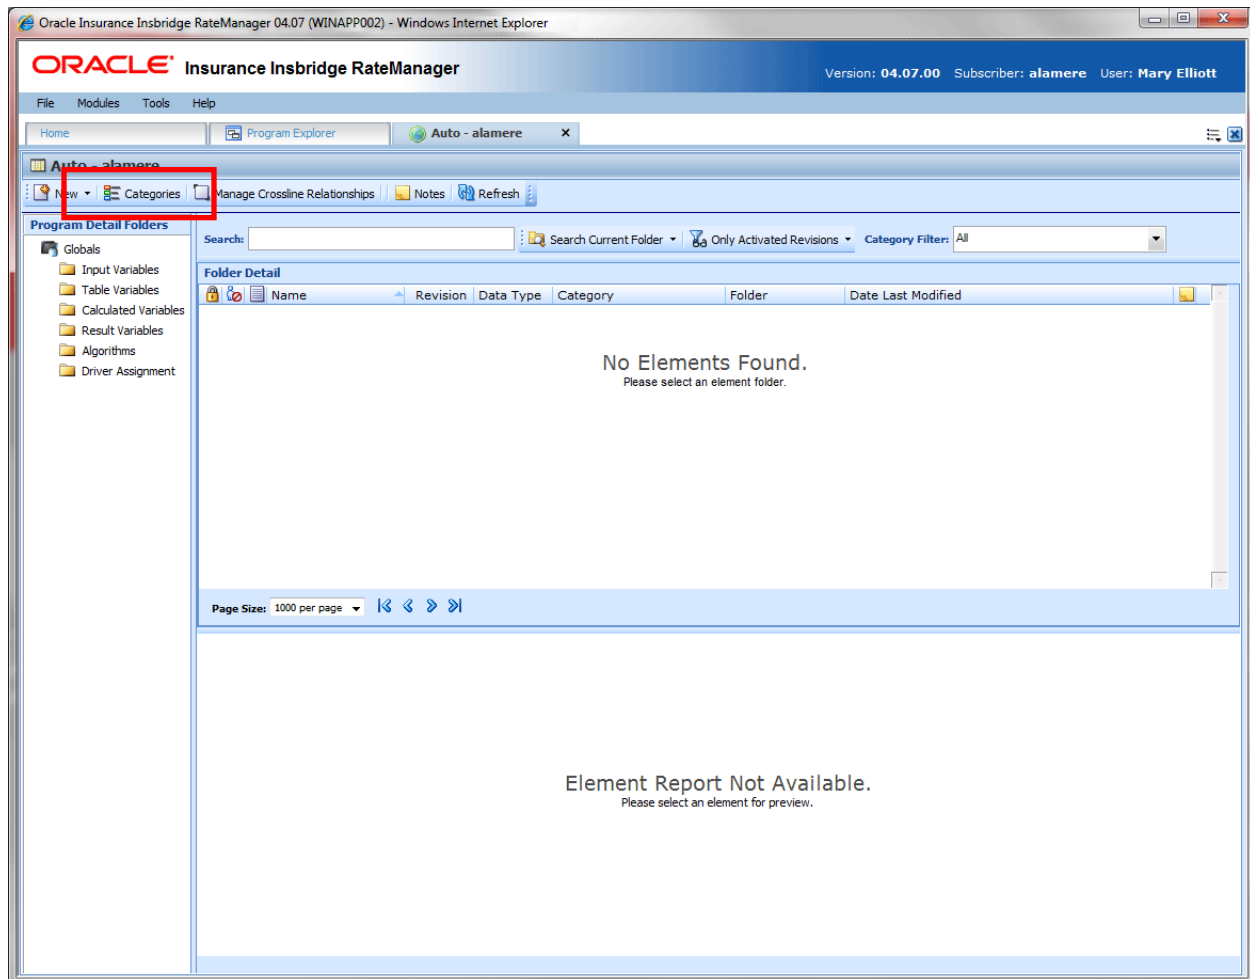 Oracle Insurance Insbridge RateManager 04.07 (WINAPP002) - Windows Internet Explorer
ORACLE Insurance Insbridge RateManager
Version: 04.07.00 Subscriber: alamere User: Mary Elliott
File Modules Tools Help
Home Program Explorer Auto - alamere
Auto - alamere
New Categories Manage Crossline Relationships Notes Refresh
Program Detail Folders
Globals
Input Variables
Table Variables
Calculated Variables
Result Variables
Algorithms
Driver Assignment
Search: Search Current Folder Only Activated Revisions Category Filter: All
Folder Detail
Name Revision Data Type Category Folder Date Last Modified
No Elements Found.
Please select an element folder.
Page Size: 1000 per page
Element Report Not Available.
Please select an element for preview.